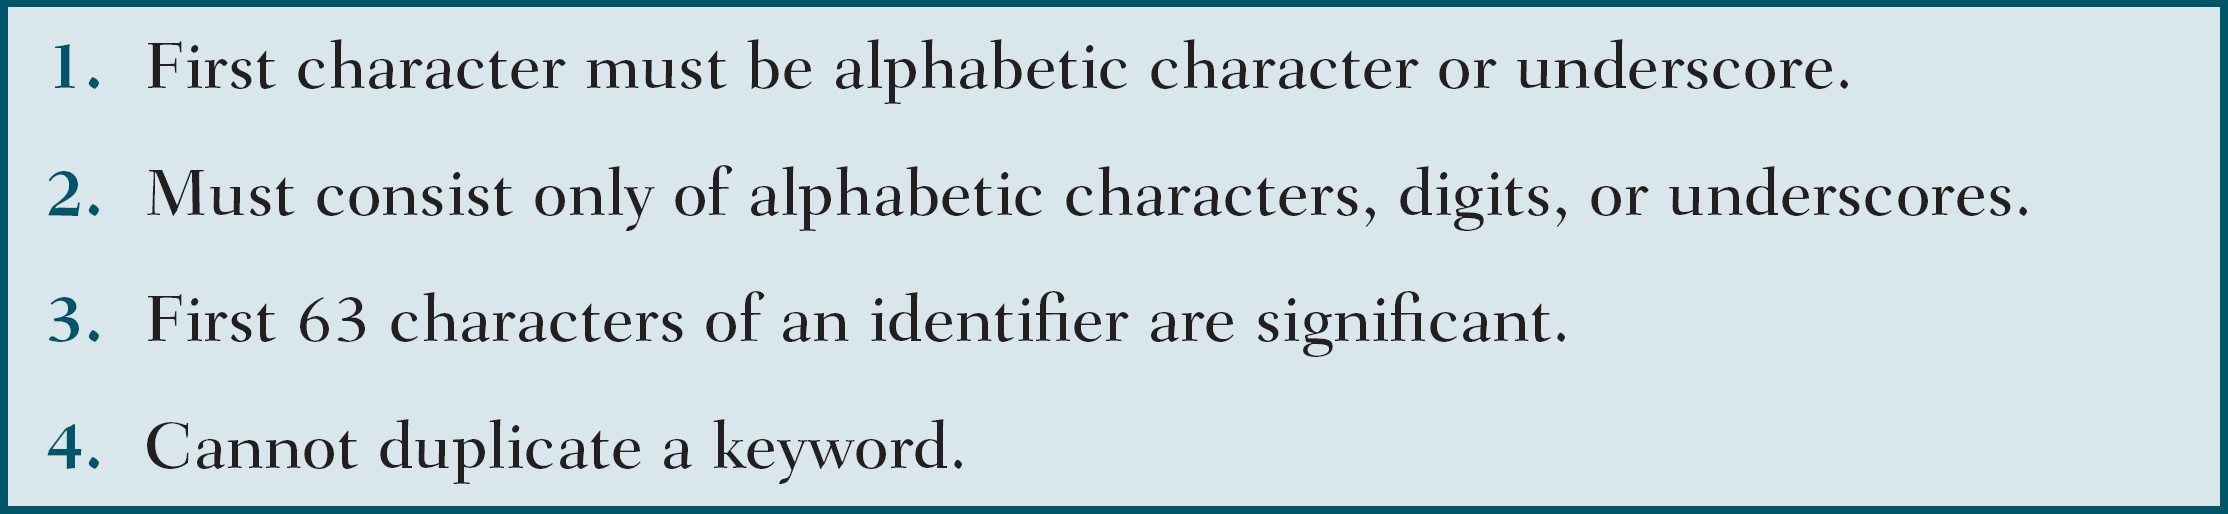 1. First character must be alphabetic character or underscore.
2. Must consist only of alphabetic characters, digits, or underscores.
3. First 63 characters of an identifier are significant.
4. Cannot duplicate a keyword.